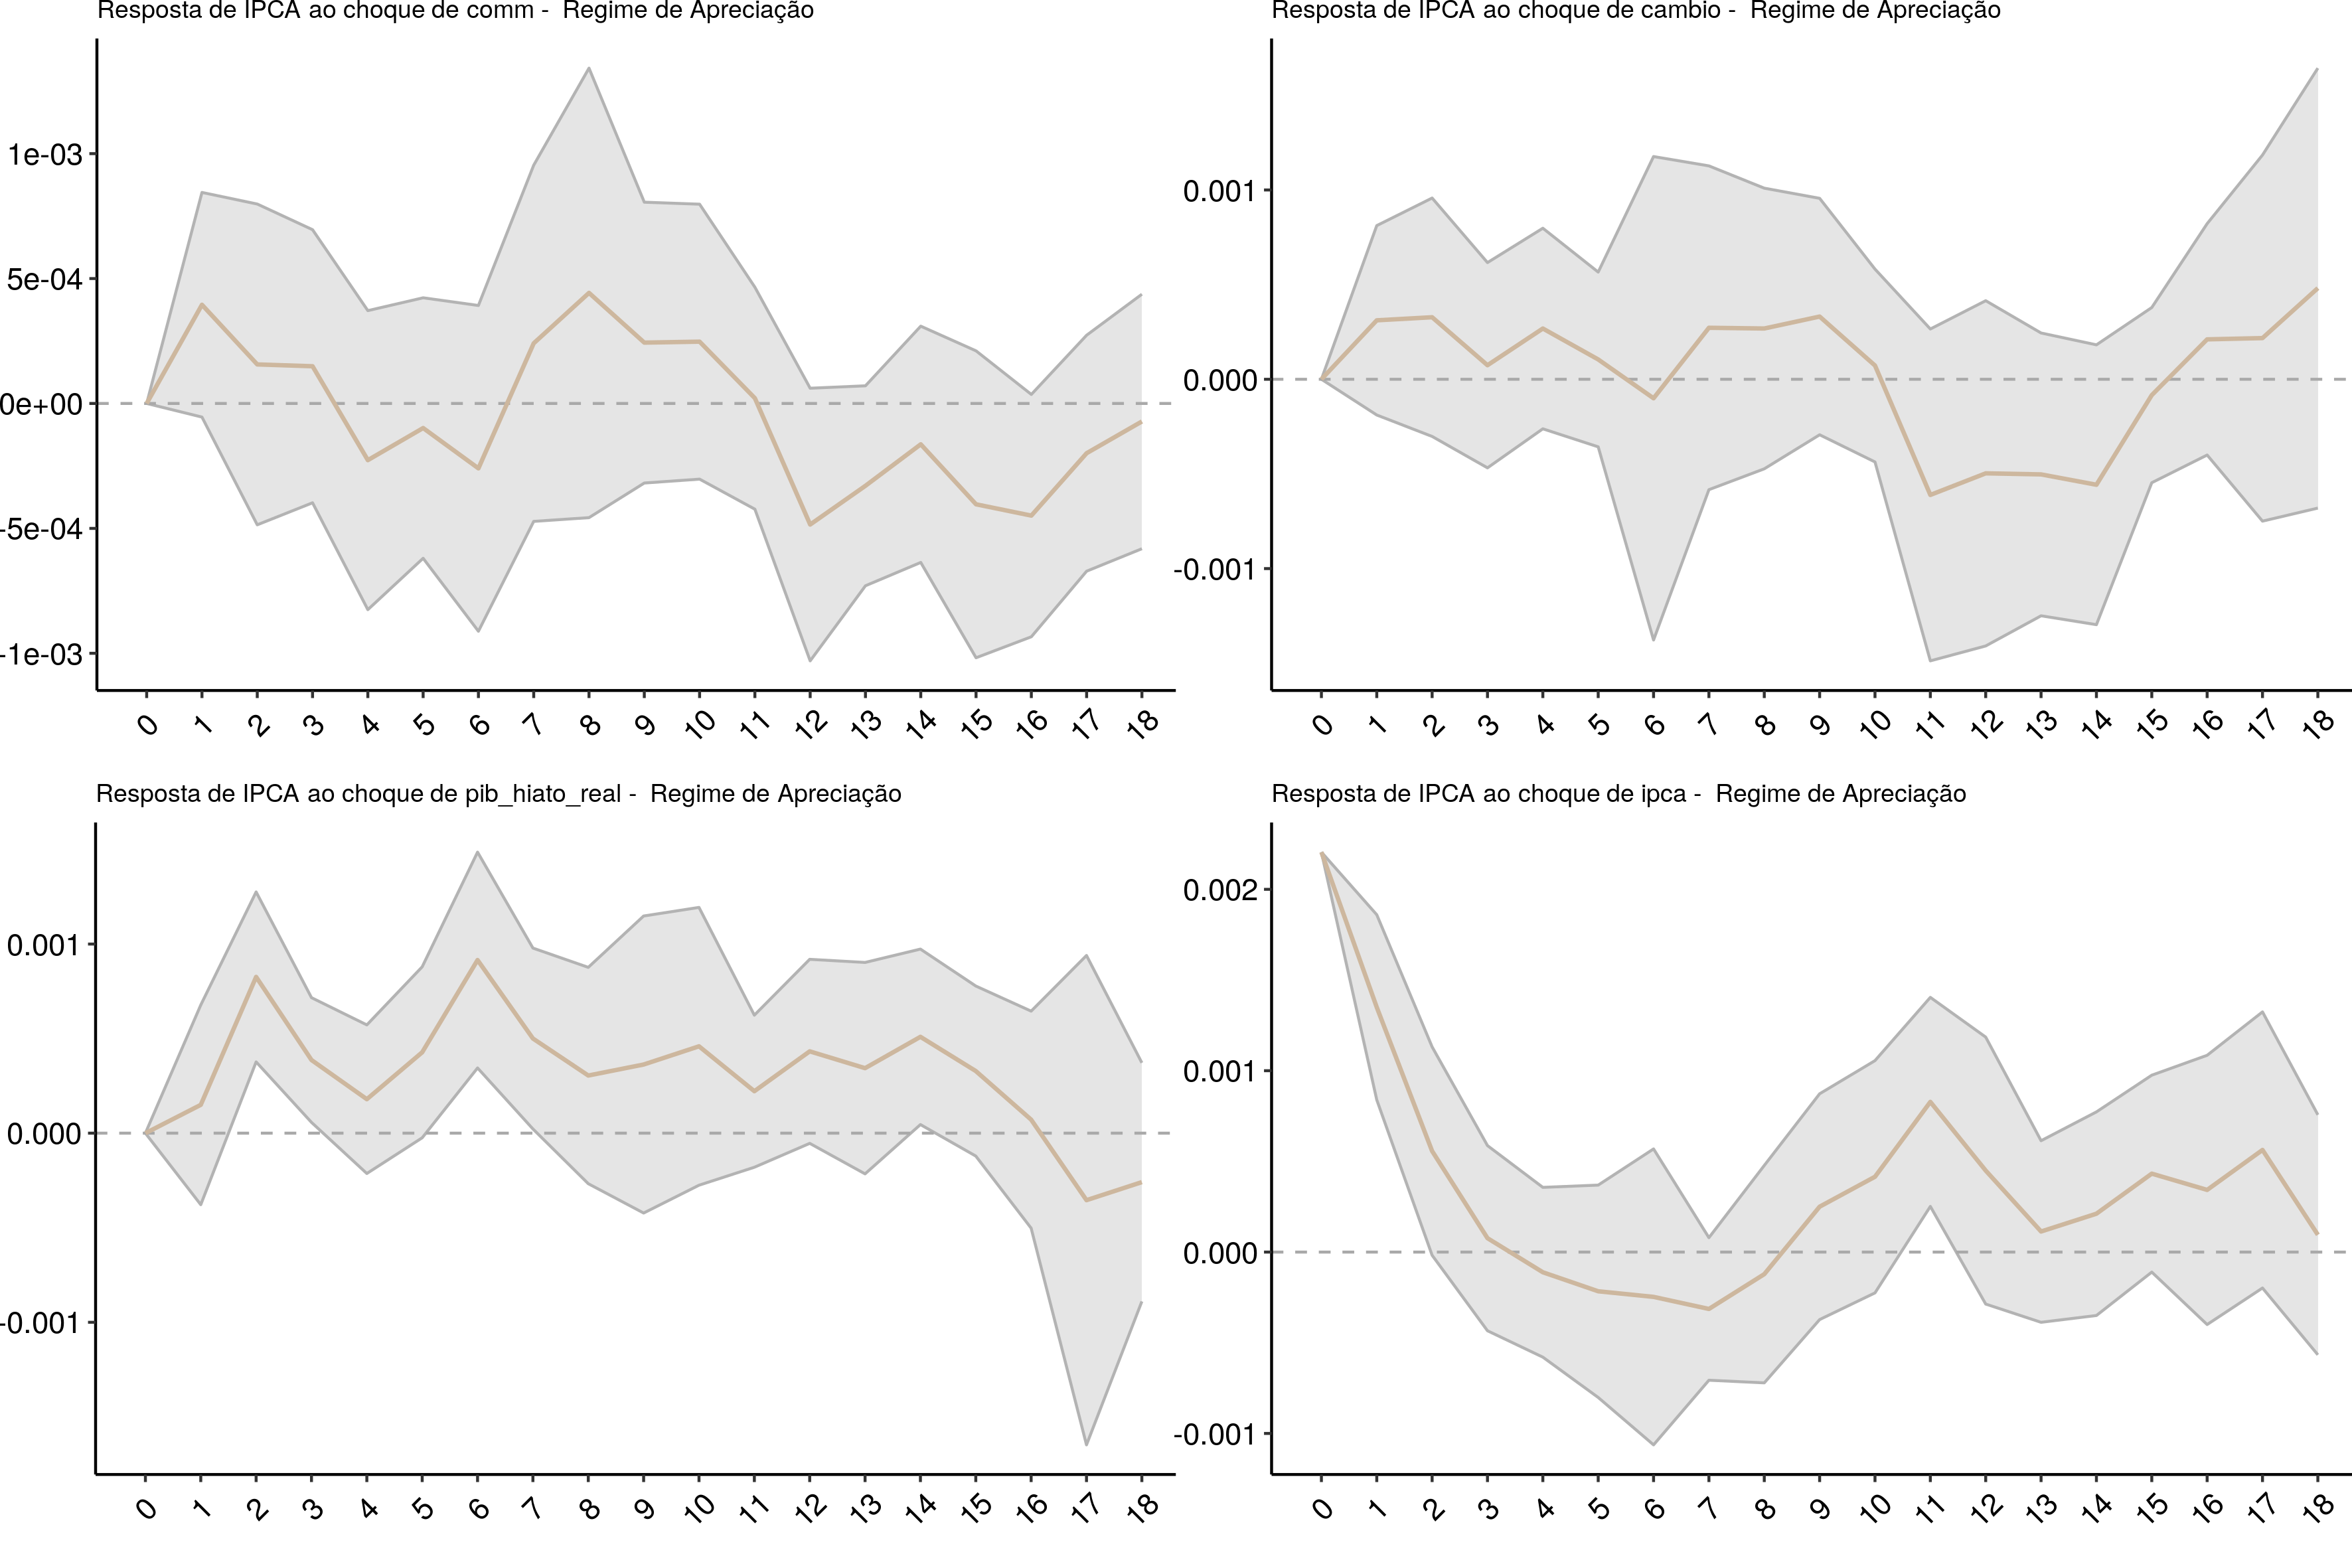 Resposta de IPCA ao choque de comm - Regime de Apreciação
1e-03
5e-04
0e+00
-5e-04
-1e-03
0 1 2 3 4 5 6 7 8 9 10 11 12 13 14 15 16 17 18
Resposta de IPCA ao choque de cambio - Regime de Apreciação
0.001
0.000
-0.001
0 1 2 3 4 5 6 7 8 9 10 11 12 13 14 15 16 17 18
Resposta de IPCA ao choque de pib_hiato_real - Regime de Apreciação
0.001
0.000
-0.001
0 1 2 3 4 5 6 7 8 9 10 11 12 13 14 15 16 17 18
Resposta de IPCA ao choque de ipca - Regime de Apreciação
0.002
0.001
0.000
-0.001
0 1 2 3 4 5 6 7 8 9 10 11 12 13 14 15 16 17 18